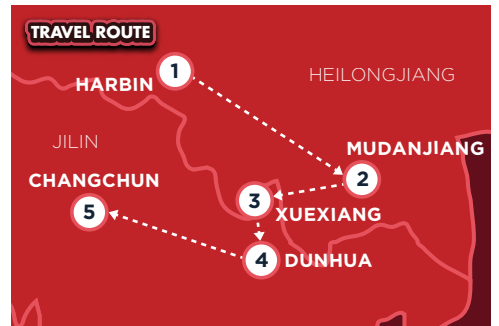 TRAVEL ROUTE
1
HARBIN
HEILONGJIANG
JILIN
MUDANJIANG
2
CHANGCHUN
5
3
XUEXIANG
4
DUNHUA